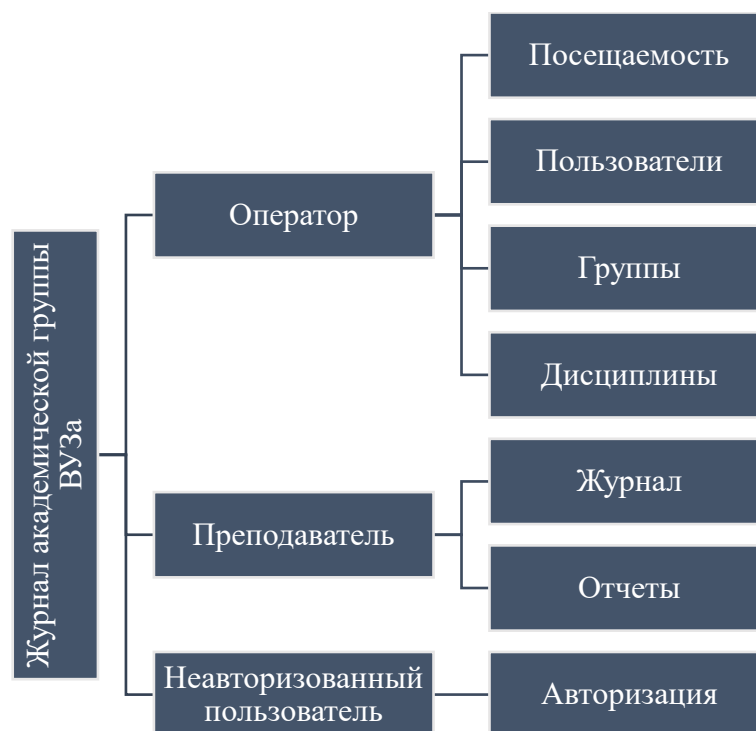 Журнал академической группы
ВУЗа
Оператор
Посещаемость
Пользователи
Группы
Дисциплины
Преподаватель
Журнал
Отчеты
Неавторизованный
пользователь
Авторизация